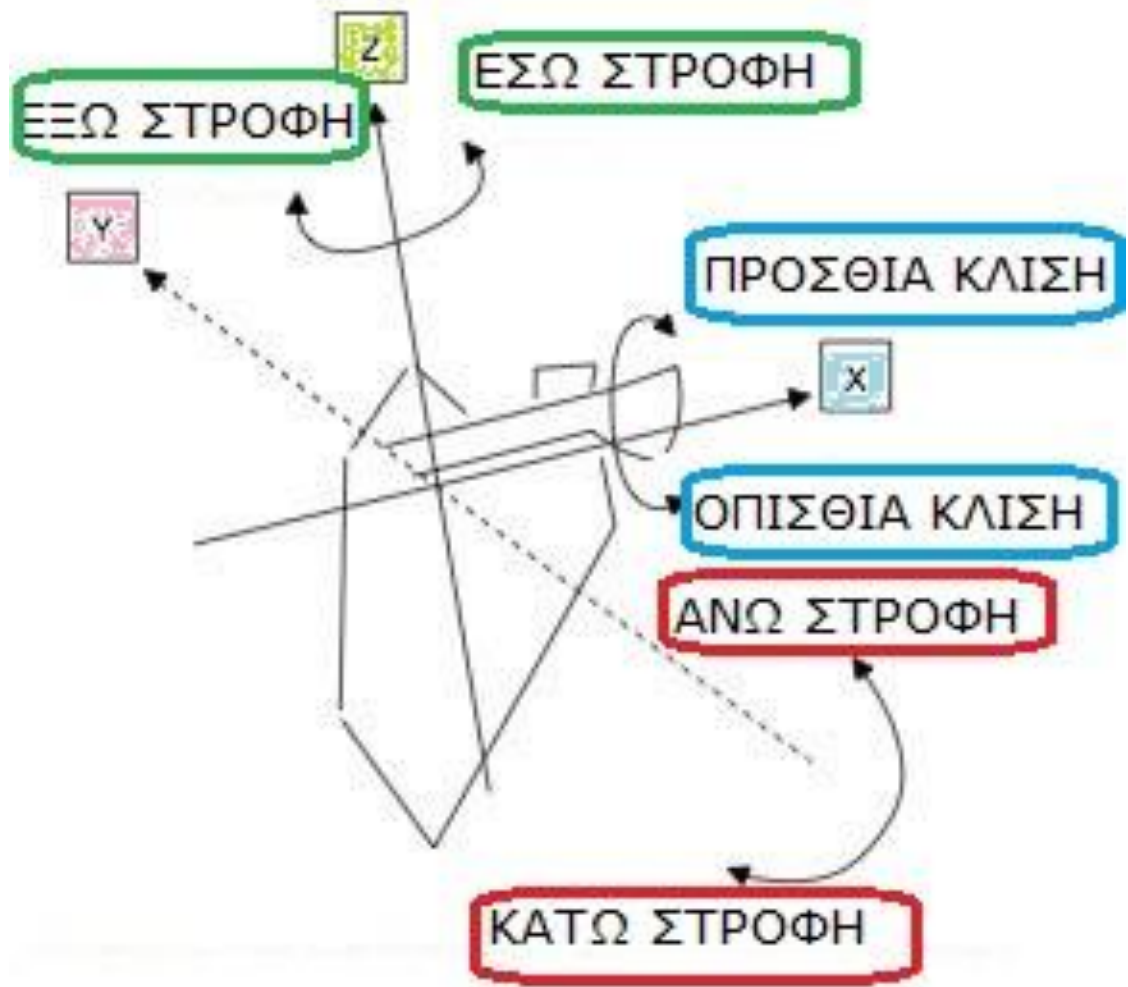 Z
ΕΣΩ ΣΤΡΟΦΗ
ΕΞΩ ΣΤΡΟΦΗ
Y
ΠΡΟΣΘΙΑ ΚΛΙΣΗ
X
ΟΠΙΣΘΙΑ ΚΛΙΣΗ
ΑΝΩ ΣΤΡΟΦΗ
ΚΑΤΩ ΣΤΡΟΦΗ